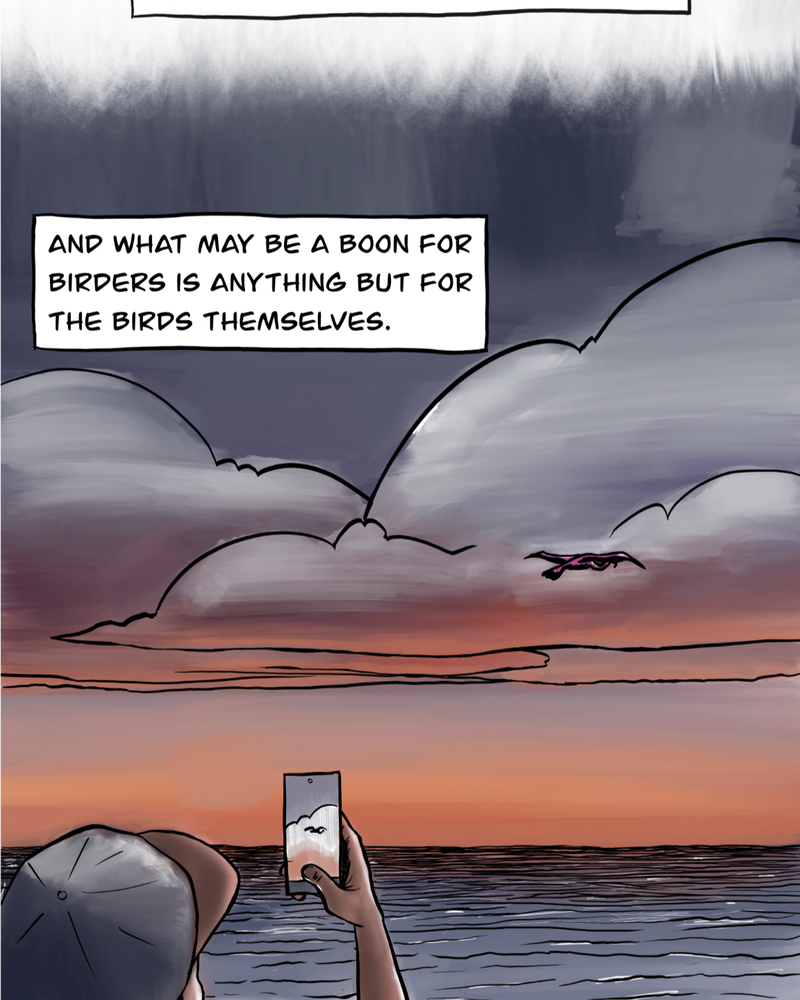 AND WHAT MAY BE A BOON FOR
BIRDERS IS ANYTHING BUT FOR
THE BIRDS THEMSELVES.